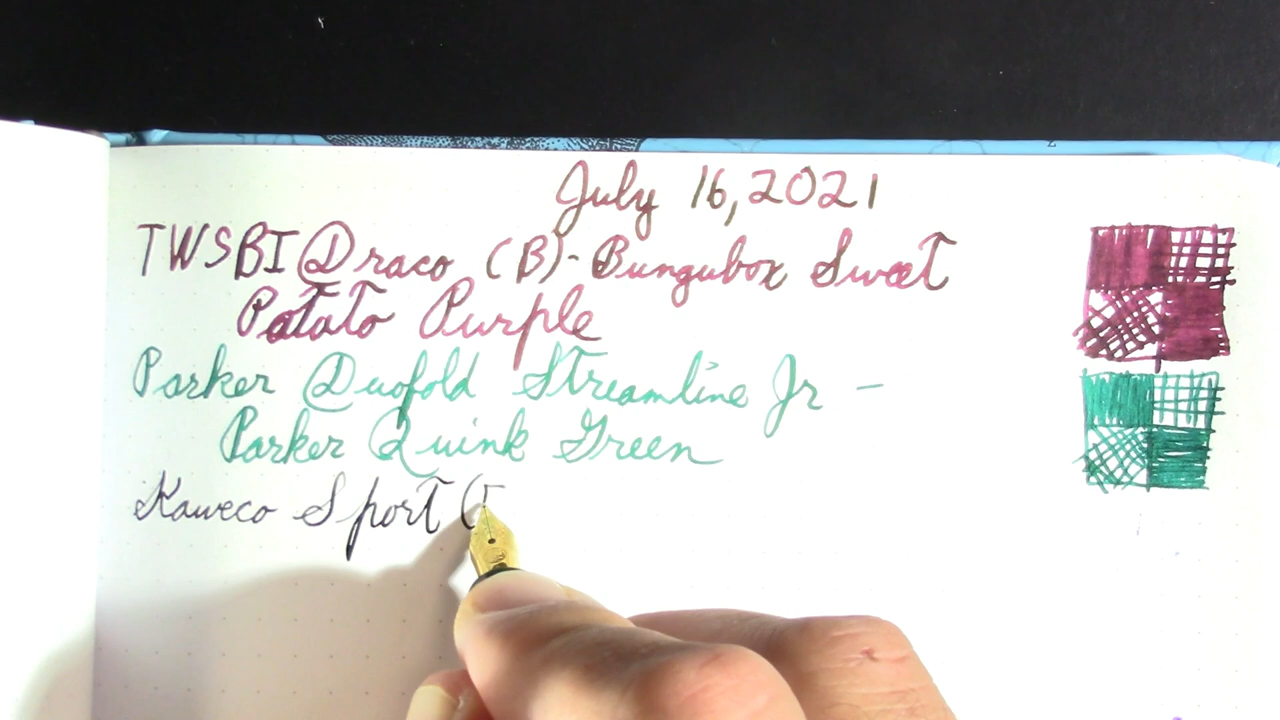 July 16, 2021
TWSBI Draco (B) - Bungubox Sweet
Potato Purple
Parker Duofold Streamline Jr -
Parker Quink Green
Kaweco Sport (